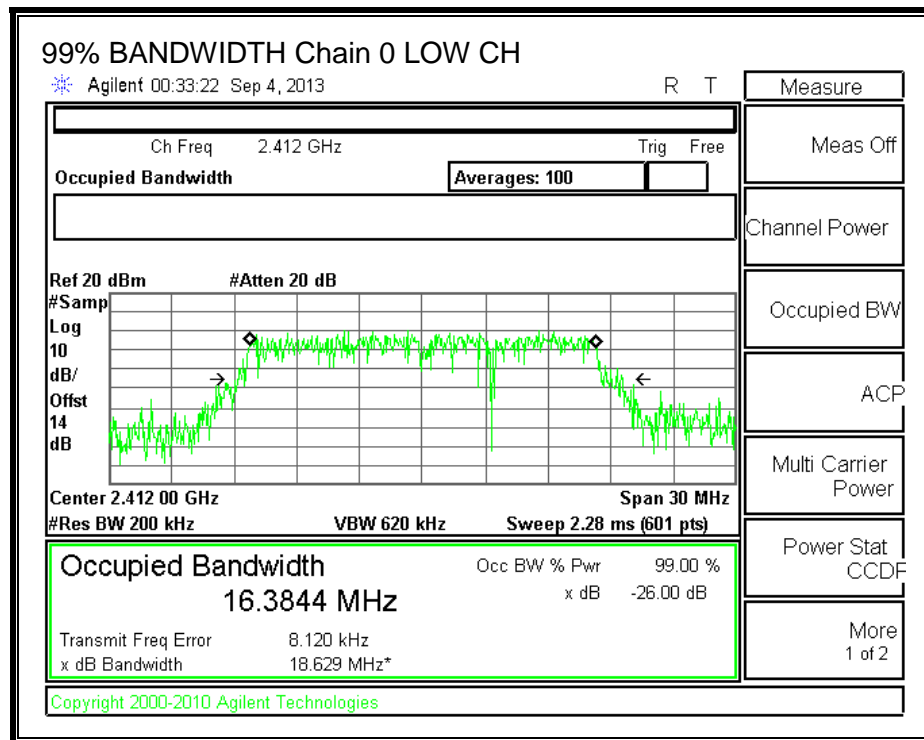 99% BANDWIDTH Chain 0 LOW CH
Agilent 00:33:22 Sep 4, 2013 R T
Ch Freq 2.412 GHz Trig Free
Occupied Bandwidth Averages: 100
Ref 20 dBm #Atten 20 dB
#Samp
Log
10
dB/
Offst
14
dB
Center 2.412 00 GHz Span 30 MHz
#Res BW 200 kHz VBW 620 kHz Sweep 2.28 ms (601 pts)
Occupied Bandwidth Occ BW % Pwr 99.00 %
16.3844 MHz x dB -26.00 dB
Transmit Freq Error 8.120 kHz
x dB Bandwidth 18.629 MHz*
Copyright 2000-2010 Agilent Technologies
Measure
Meas Off
Channel Power
Occupied BW
ACP
Multi Carrier
Power
Power Stat
CCDF
More
1 of 2